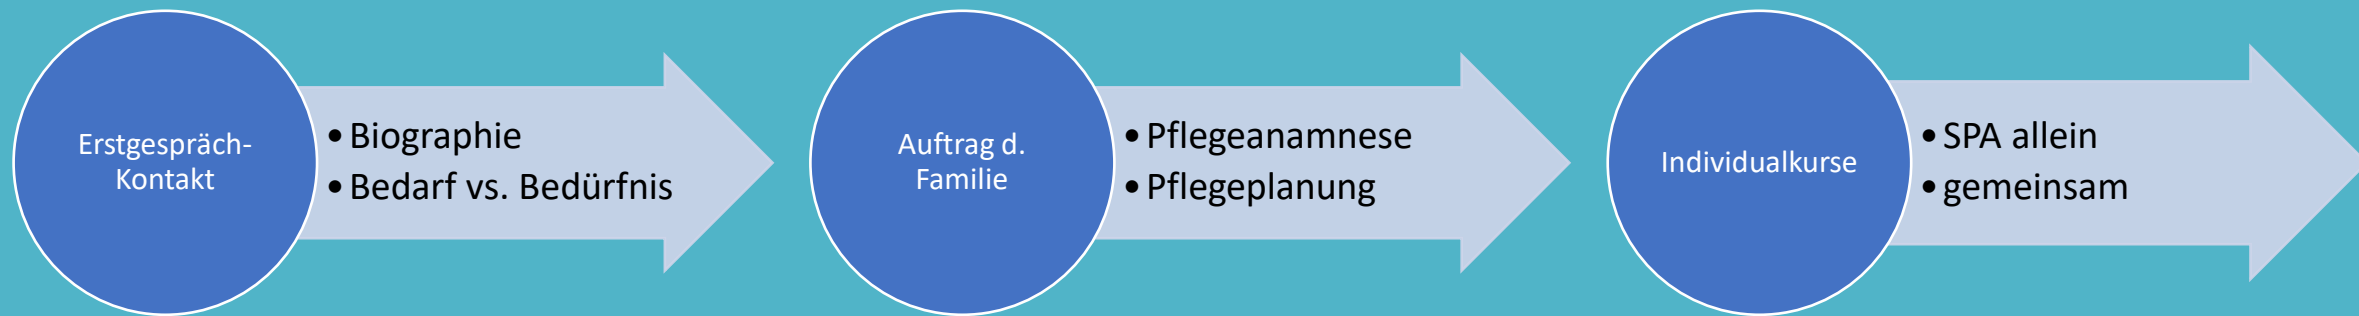 Erstgespräch-
Kontakt
• Biographie
• Bedarf vs. Bedürfnis
Auftrag d.
Familie
• Pflegeanamnese
• Pflegeplanung
Individualkurse
• SPA allein
• gemeinsam